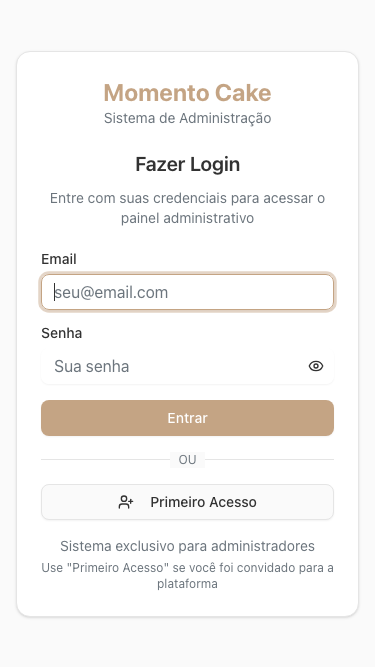 Momento Cake
Sistema de Administração
Fazer Login
Entre com suas credenciais para acessar o
painel administrativo
Email
seu@email.com
Senha
Sua senha
Entrar
OU
Primeiro Acesso
Sistema exclusivo para administradores
Use "Primeiro Acesso" se você foi convidado para a
plataforma